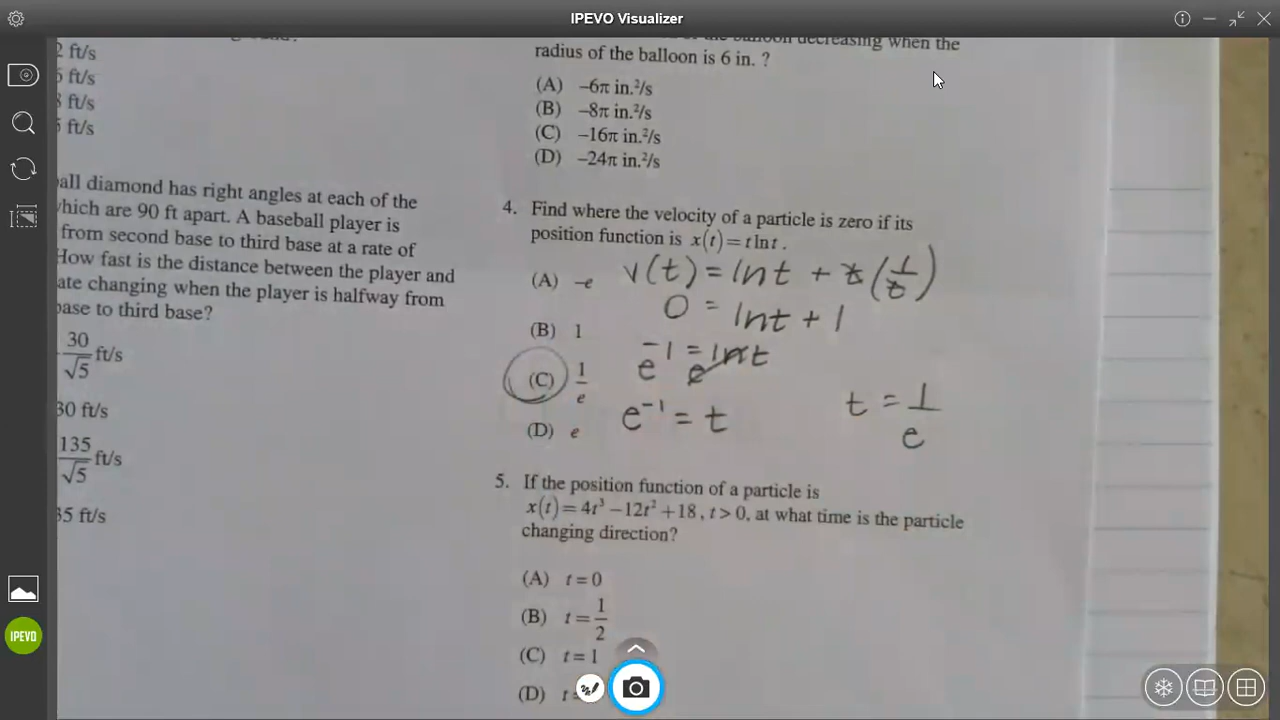 IPEVO Visualizer
2 ft/s
ft/s
ft/s
ft/s
ball diamond has right angles at each of the
which are 90 ft apart. A baseball player is
from second base to third base at a rate of
How fast is the distance between the player and
ate changing when the player is halfway from
base to third base?
30/√5 ft/s
30 ft/s
135/√5 ft/s
35 ft/s
balloon decreasing when the
radius of the balloon is 6 in. ?
(A) –6π in.²/s
(B) –8π in.²/s
(C) –16π in.²/s
(D) –24π in.²/s
4. Find where the velocity of a particle is zero if its
position function is x(t) = t ln t .
(A) –e
(B) 1
(C) 1/e
(D) e
v(t) = ln t + t(1/t)
0 = ln t + 1
e^-1 = e^ln t
e^-1 = t
t = 1/e
5. If the position function of a particle is
x(t) = 4t³ – 12t² + 18, t > 0, at what time is the particle
changing direction?
(A) t = 0
(B) t = 1/2
(C) t = 1
(D) t
IPEVO